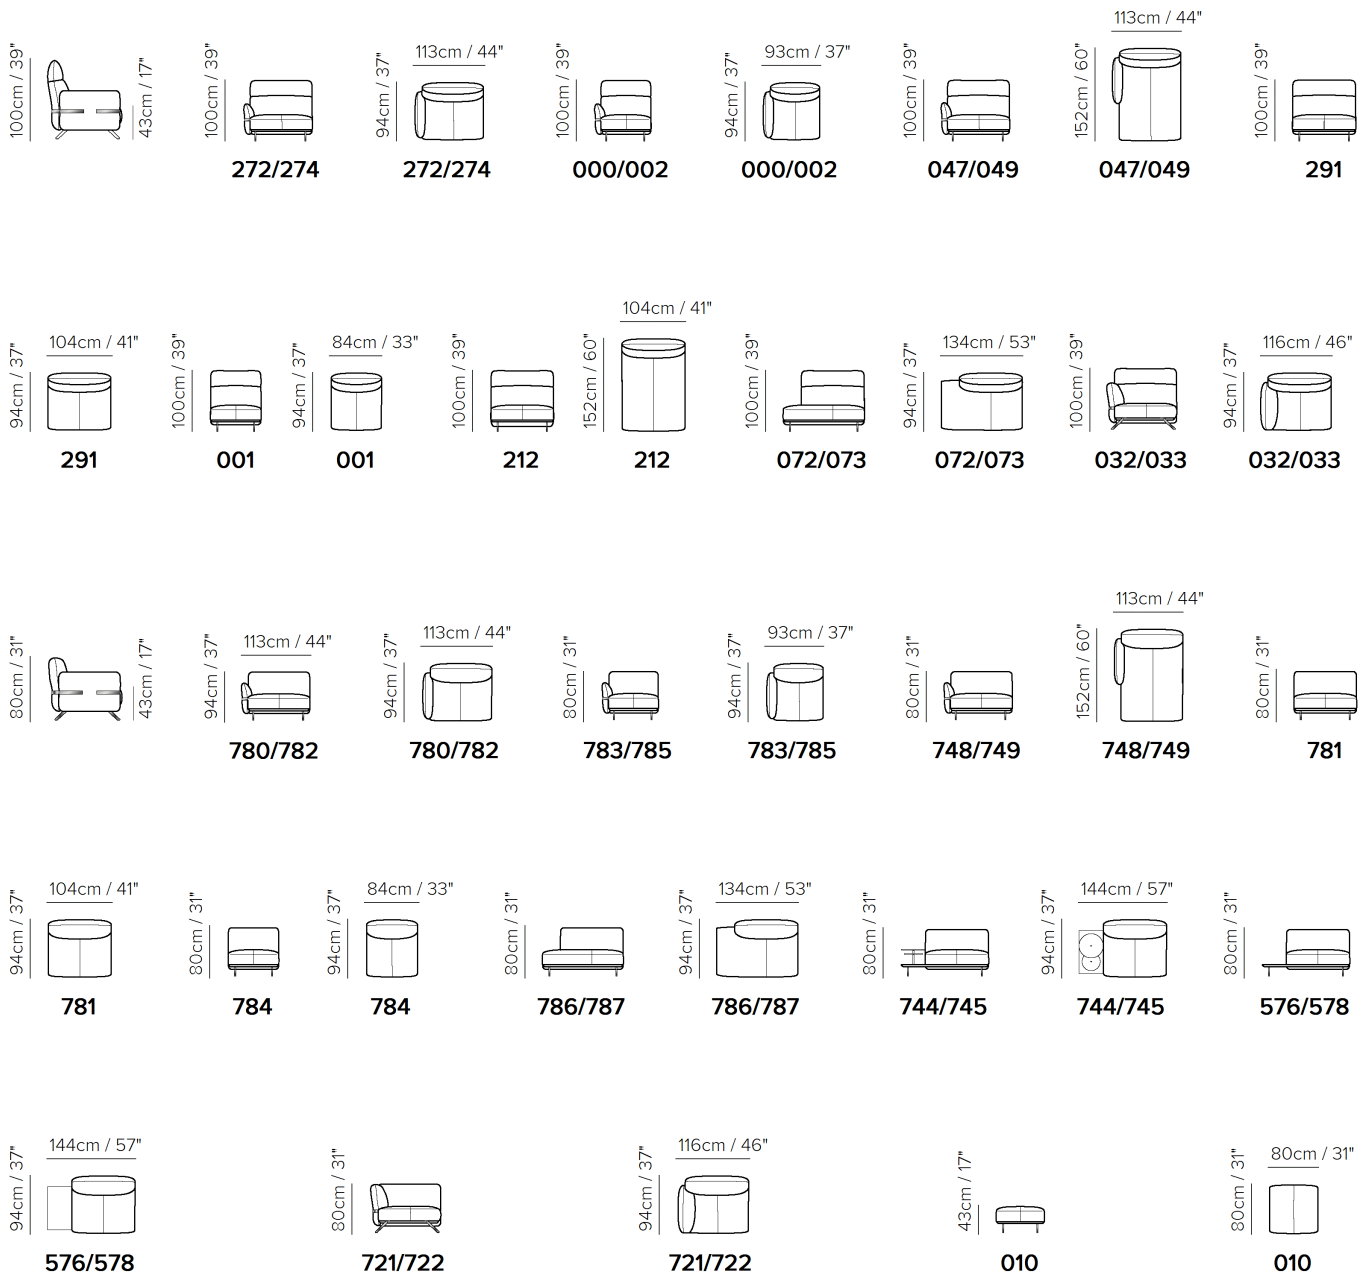 100cm / 39"
43cm / 17"
100cm / 39"
272/274
113cm / 44"
94cm / 37"
272/274
100cm / 39"
000/002
93cm / 37"
94cm / 37"
000/002
100cm / 39"
047/049
113cm / 44"
152cm / 60"
047/049
100cm / 39"
291
104cm / 41"
94cm / 37"
291
100cm / 39"
001
84cm / 33"
94cm / 37"
001
100cm / 39"
212
104cm / 41"
152cm / 60"
212
100cm / 39"
072/073
134cm / 53"
94cm / 37"
072/073
100cm / 39"
032/033
116cm / 46"
94cm / 37"
032/033
80cm / 31"
43cm / 17"
113cm / 44"
94cm / 37"
780/782
113cm / 44"
94cm / 37"
780/782
80cm / 31"
783/785
93cm / 37"
94cm / 37"
783/785
80cm / 31"
748/749
113cm / 44"
152cm / 60"
748/749
80cm / 31"
781
104cm / 41"
94cm / 37"
781
80cm / 31"
784
84cm / 33"
94cm / 37"
784
80cm / 31"
786/787
134cm / 53"
94cm / 37"
786/787
80cm / 31"
744/745
144cm / 57"
94cm / 37"
744/745
80cm / 31"
576/578
144cm / 57"
94cm / 37"
576/578
80cm / 31"
721/722
116cm / 46"
94cm / 37"
721/722
43cm / 17"
010
80cm / 31"
80cm / 31"
010